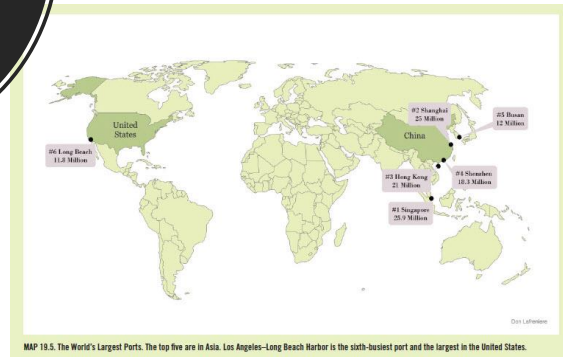 #2 Shanghai
25 Million
#5 Busan
12 Million
United
States
China
#6 Long Beach
11.8 Million
#3 Hong Kong
21 Million
#4 Shenzhen
18.3 Million
#1 Singapore
25.9 Million
Don Lafreniere
MAP 19.5. The World's Largest Ports. The top five are in Asia. Los Angeles–Long Beach Harbor is the sixth-busiest port and the largest in the United States.